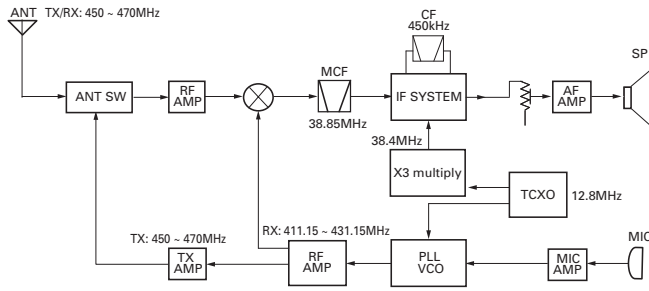 ANT TX/RX: 450 ~ 470MHz
CF
450kHz
SP
MCF
ANT SW
RF
AMP
IF SYSTEM
AF
AMP
38.85MHz
38.4MHz
X3 multiply
TCXO
12.8MHz
RX: 411.15 ~ 431.15MHz
TX: 450 ~ 470MHz
MIC
TX
AMP
RF
AMP
PLL
VCO
MIC
AMP